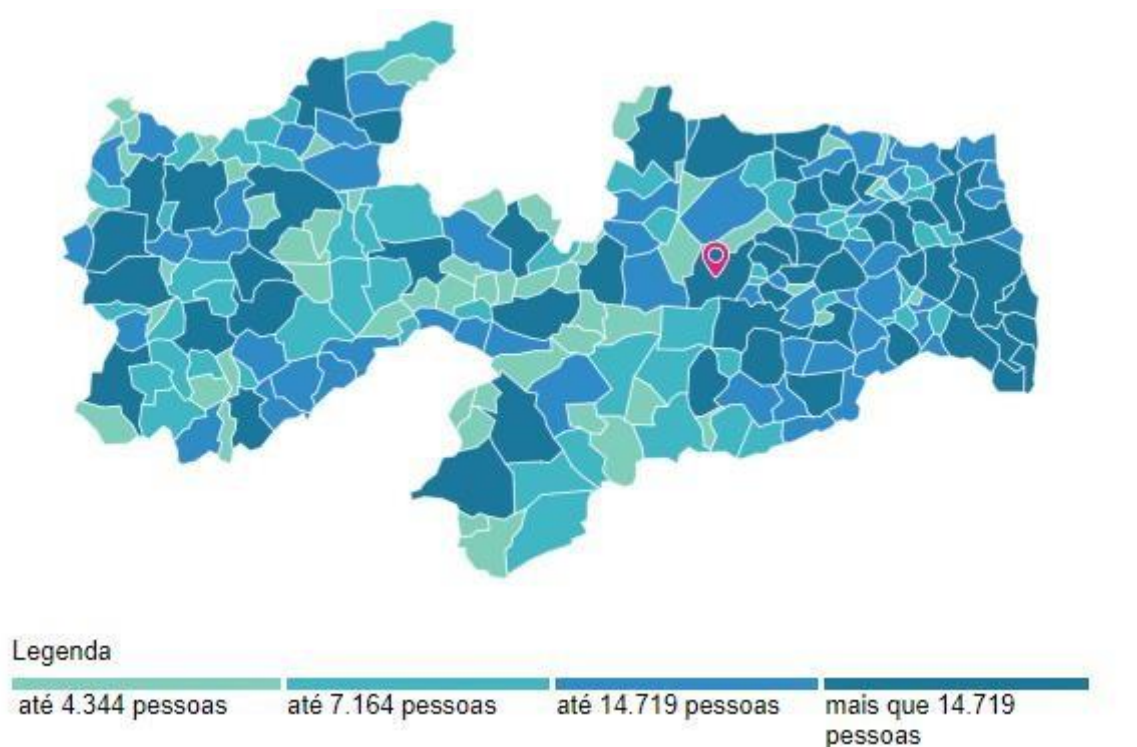 Legenda
até 4.344 pessoas
até 7.164 pessoas
até 14.719 pessoas
mais que 14.719
pessoas